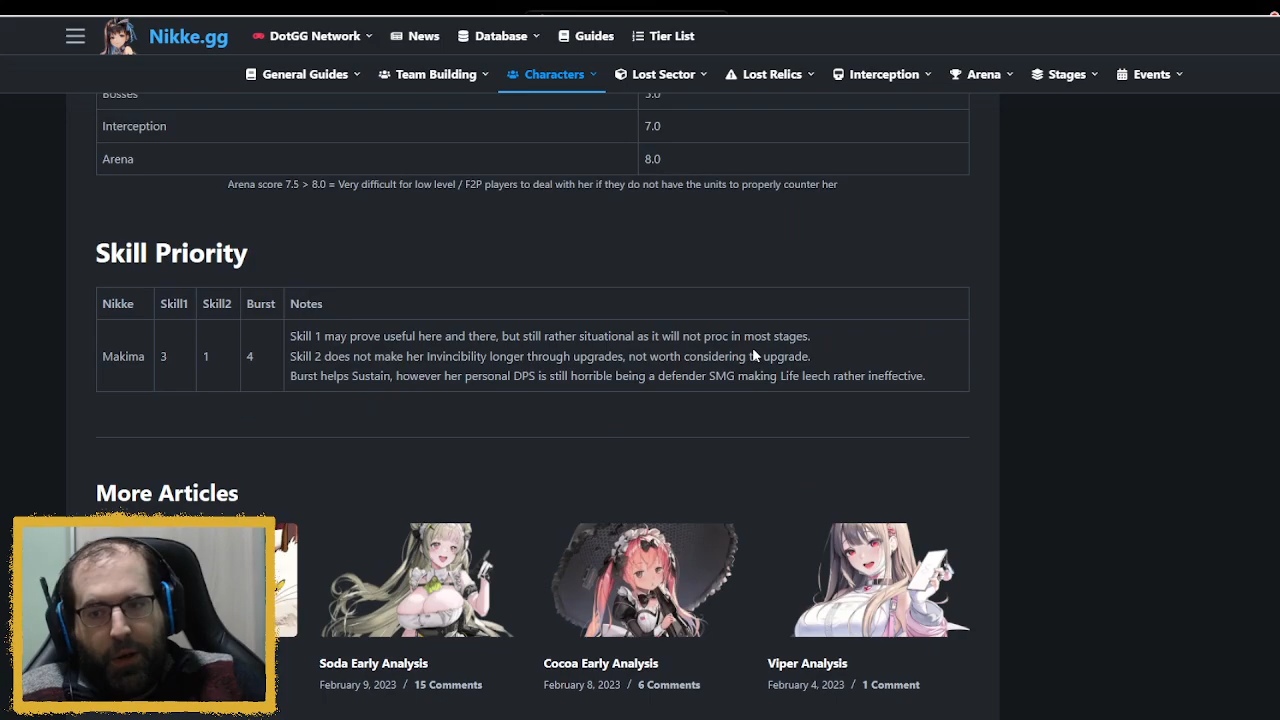 Nikke.gg
DotGG Network
News
Database
Guides
Tier List
General Guides
Team Building
Characters
Lost Sector
Lost Relics
Interception
Arena
Stages
Events
Bosses
Interception 7.0
Arena 8.0
Arena score 7.5 > 8.0 = Very difficult for low level / F2P players to deal with her if they do not have the units to properly counter her
Skill Priority
Nikke Skill1 Skill2 Burst Notes
Makima 3 1 4
Skill 1 may prove useful here and there, but still rather situational as it will not proc in most stages.
Skill 2 does not make her Invincibility longer through upgrades, not worth considering to upgrade.
Burst helps Sustain, however her personal DPS is still horrible being a defender SMG making Life leech rather ineffective.
More Articles
Soda Early Analysis
February 9, 2023 / 15 Comments
Cocoa Early Analysis
February 8, 2023 / 6 Comments
Viper Analysis
February 4, 2023 / 1 Comment